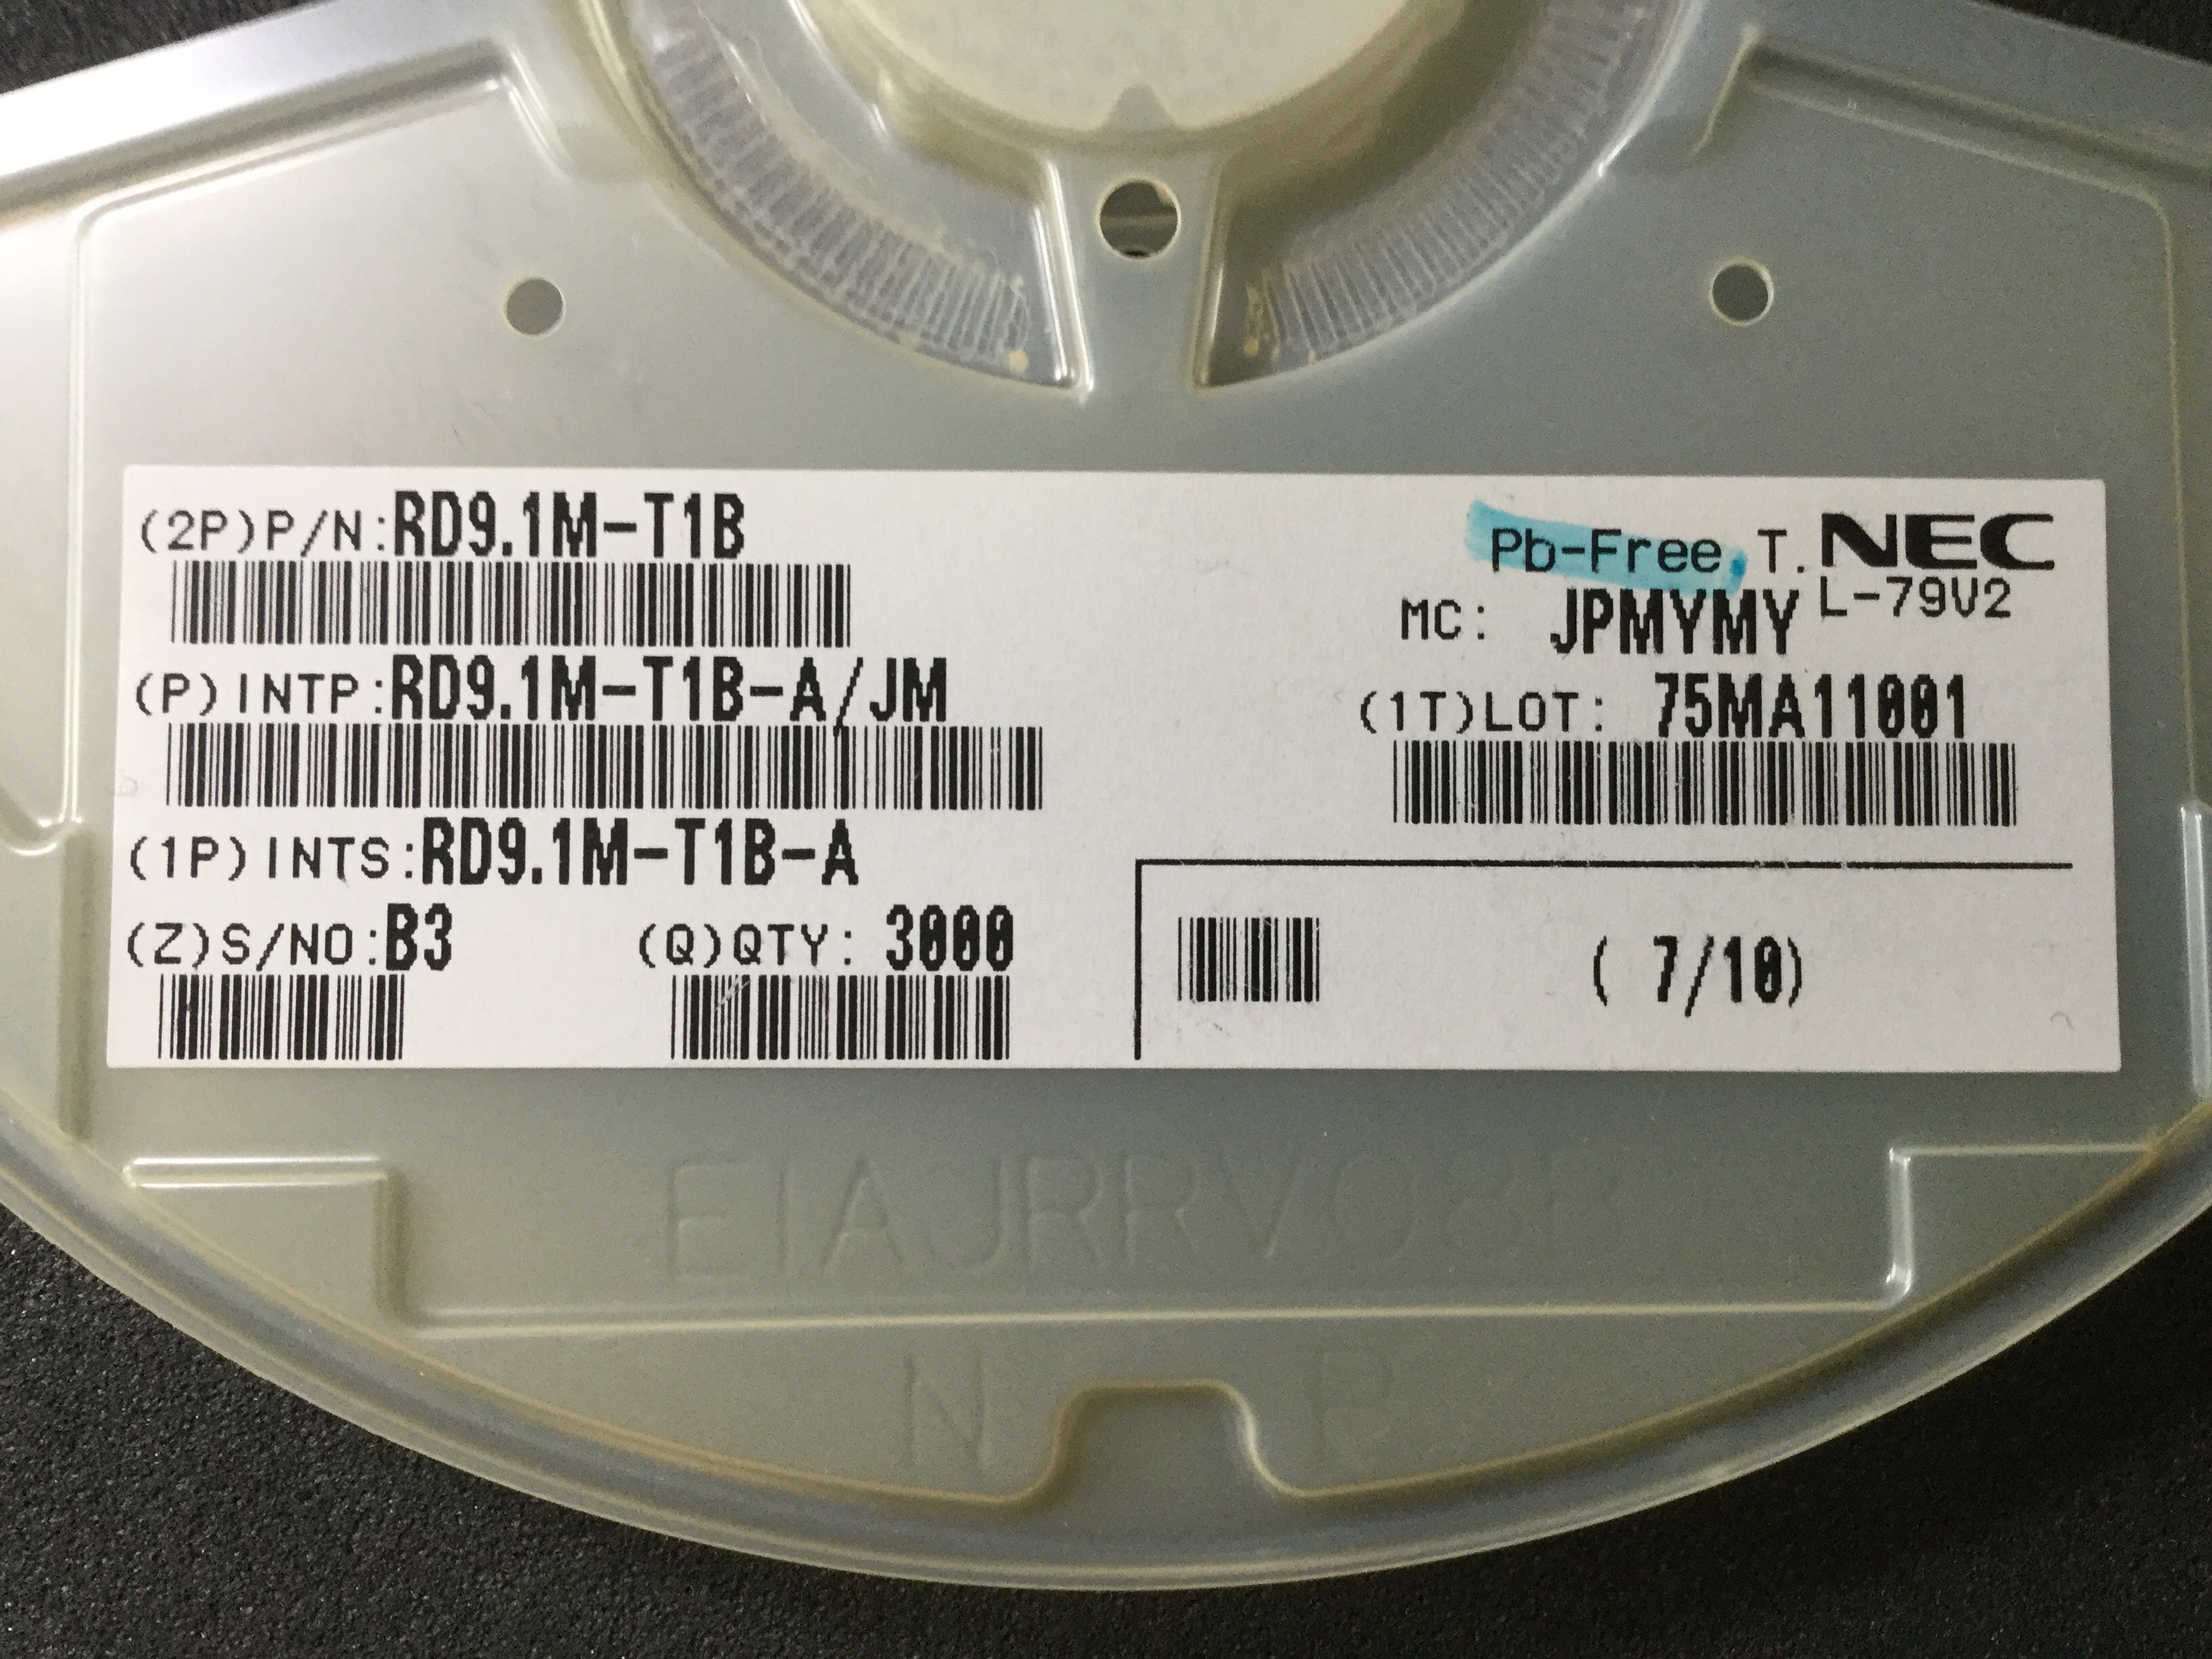 (2P)P/N:RD9.1M-T1B
Pb-Free. T. NEC
MC: JPMYMY L-79V2
(P)INTP:RD9.1M-T1B-A/JM
(1T)LOT: 75MA11001
(1P)INTS:RD9.1M-T1B-A
(Z)S/NO:B3 (Q)QTY: 3000
( 7/10)
EIAJRRV08B
N P